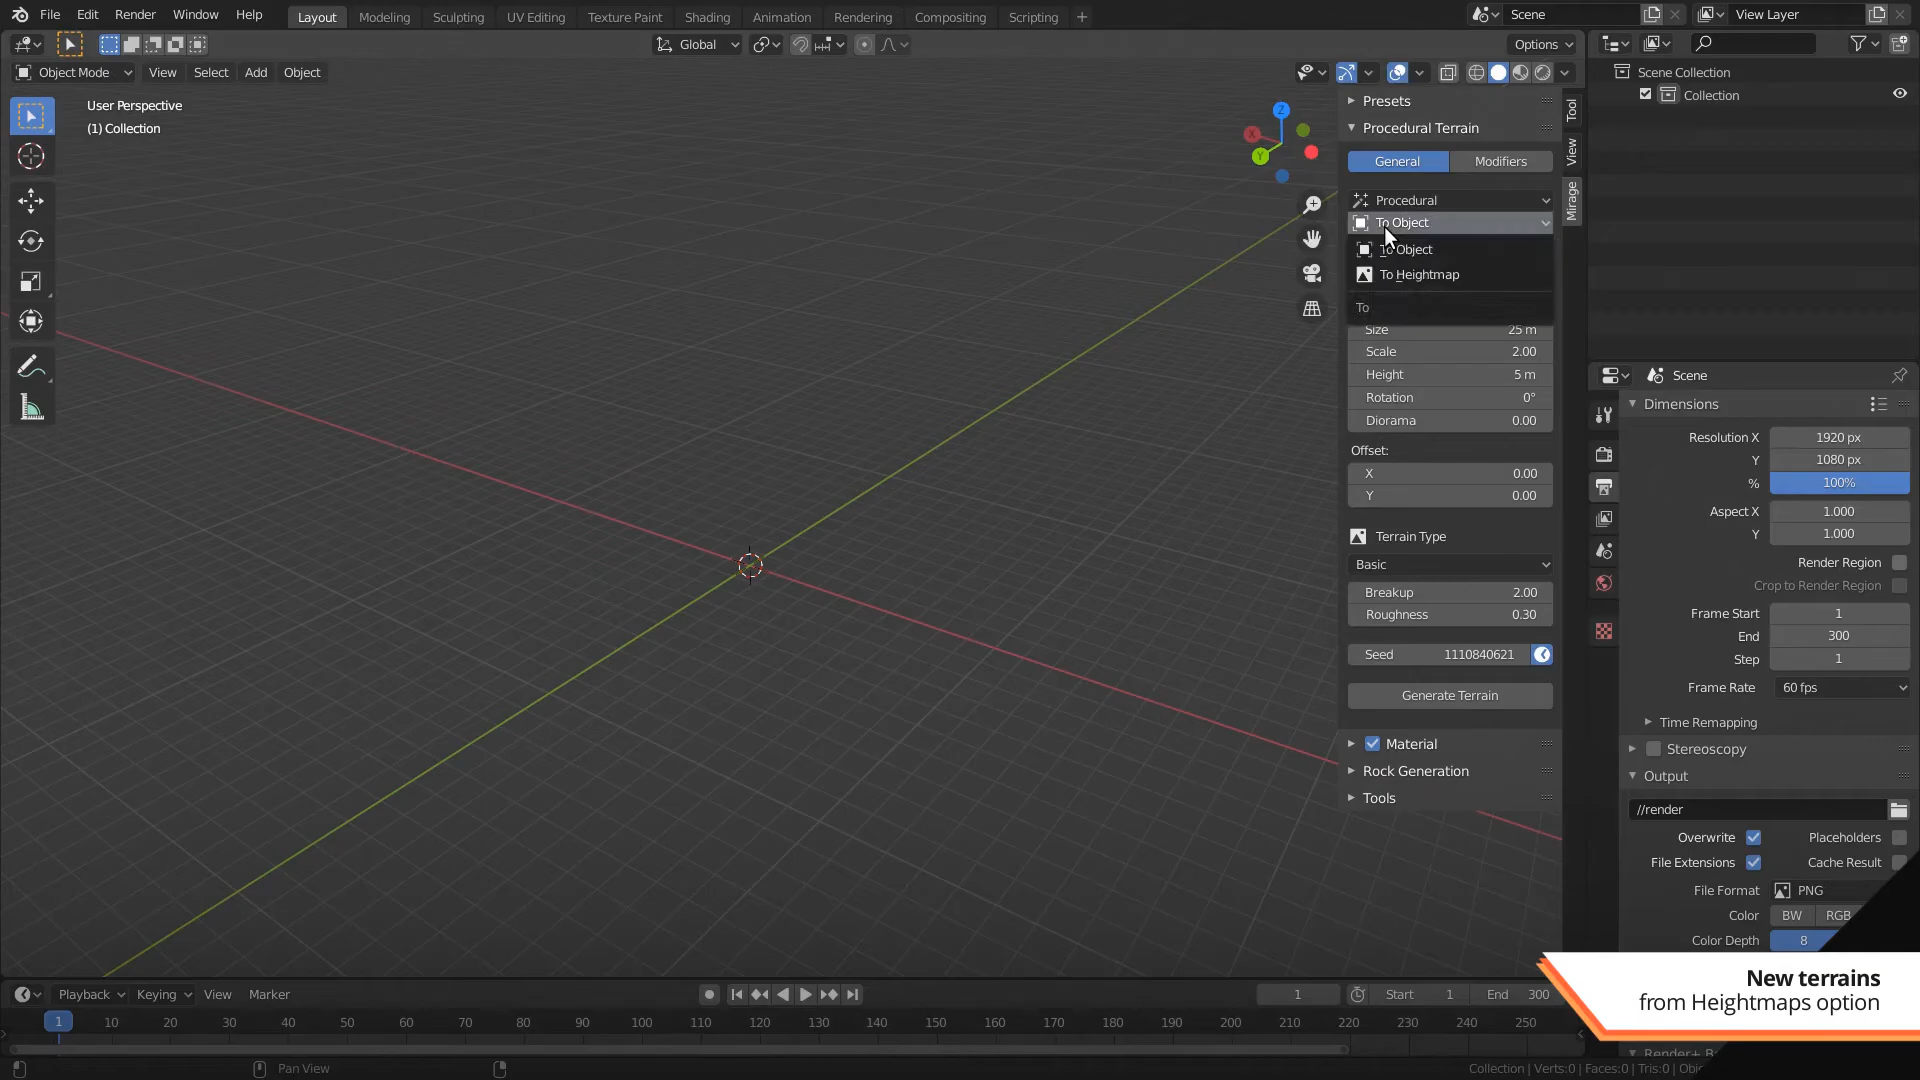 File Edit Render Window Help
Layout Modeling Sculpting UV Editing Texture Paint Shading Animation Rendering Compositing Scripting +
Scene
View Layer
Global
Options
Object Mode View Select Add Object
User Perspective
(1) Collection
Z
X
Y
Presets
Procedural Terrain
General Modifiers
Procedural
To Object
To Object
To Heightmap
To
Size 25 m
Scale 2.00
Height 5 m
Rotation 0°
Diorama 0.00
Offset:
X 0.00
Y 0.00
Terrain Type
Basic
Breakup 2.00
Roughness 0.30
Seed 1110840621
Generate Terrain
Material
Rock Generation
Tools
Tool
View
Mirage
Scene Collection
Collection
Scene
Dimensions
Resolution X 1920 px
Y 1080 px
% 100%
Aspect X 1.000
Y 1.000
Render Region
Crop to Render Region
Frame Start 1
End 300
Step 1
Frame Rate 60 fps
Time Remapping
Stereoscopy
Output
//render
Overwrite Placeholders
File Extensions Cache Result
File Format PNG
Color BW RGB
Color Depth 8
New terrains
from Heightmaps option
Playback Keying View Marker
1 Start 1 End 300
1 10 20 30 40 50 60 70 80 90 100 110 120 130 140 150 160 170 180 190 200 210 220 230 240 250
Pan View
Collection | Verts:0 | Faces:0 | Tris:0 |